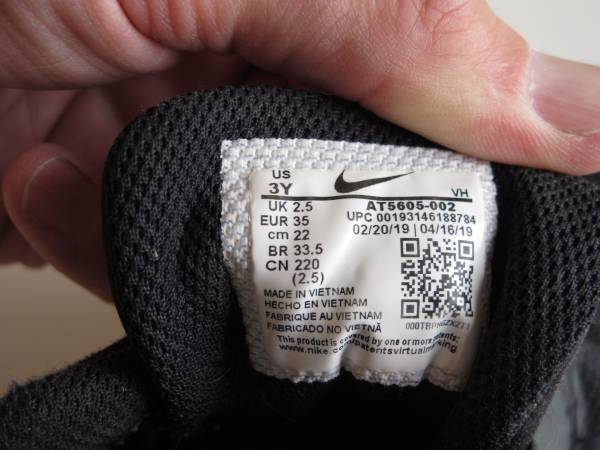 US
3Y
VH
UK 2.5
AT5605-002
EUR 35
UPC 00193146188784
cm 22
02/20/19 | 04/16/19
BR 33.5
CN 220
(2.5)
MADE IN VIETNAM
HECHO EN VIETNAM
FABRIQUE AU VIETNAM
FABRICADO NO VIETNÃ
This product is covered by one or more patents: